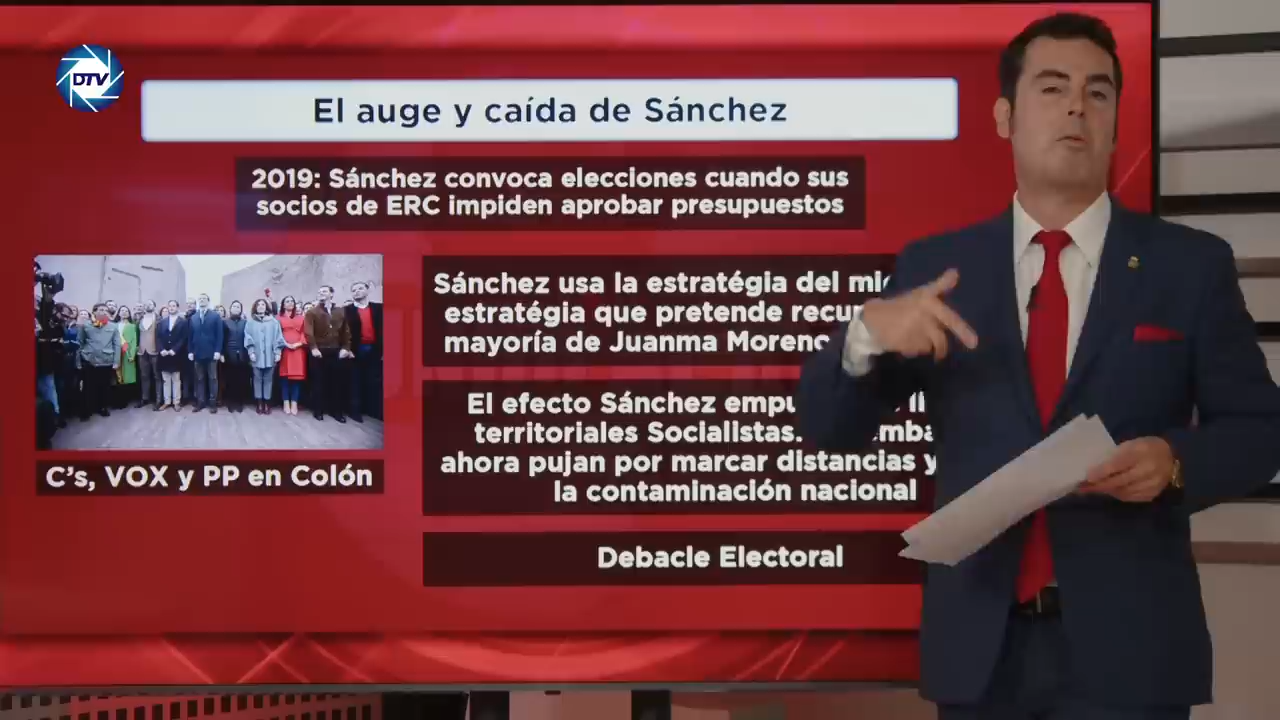 DTV
El auge y caída de Sánchez
2019: Sánchez convoca elecciones cuando sus
socios de ERC impiden aprobar presupuestos
Sánchez usa la estratégia del
estratégia que pretende
mayoría de Juanma Moreno
El efecto Sánchez
territoriales Socialistas.
ahora pujan por marcar distancias y
la contaminación nacional
C's, VOX y PP en Colón
Debacle Electoral